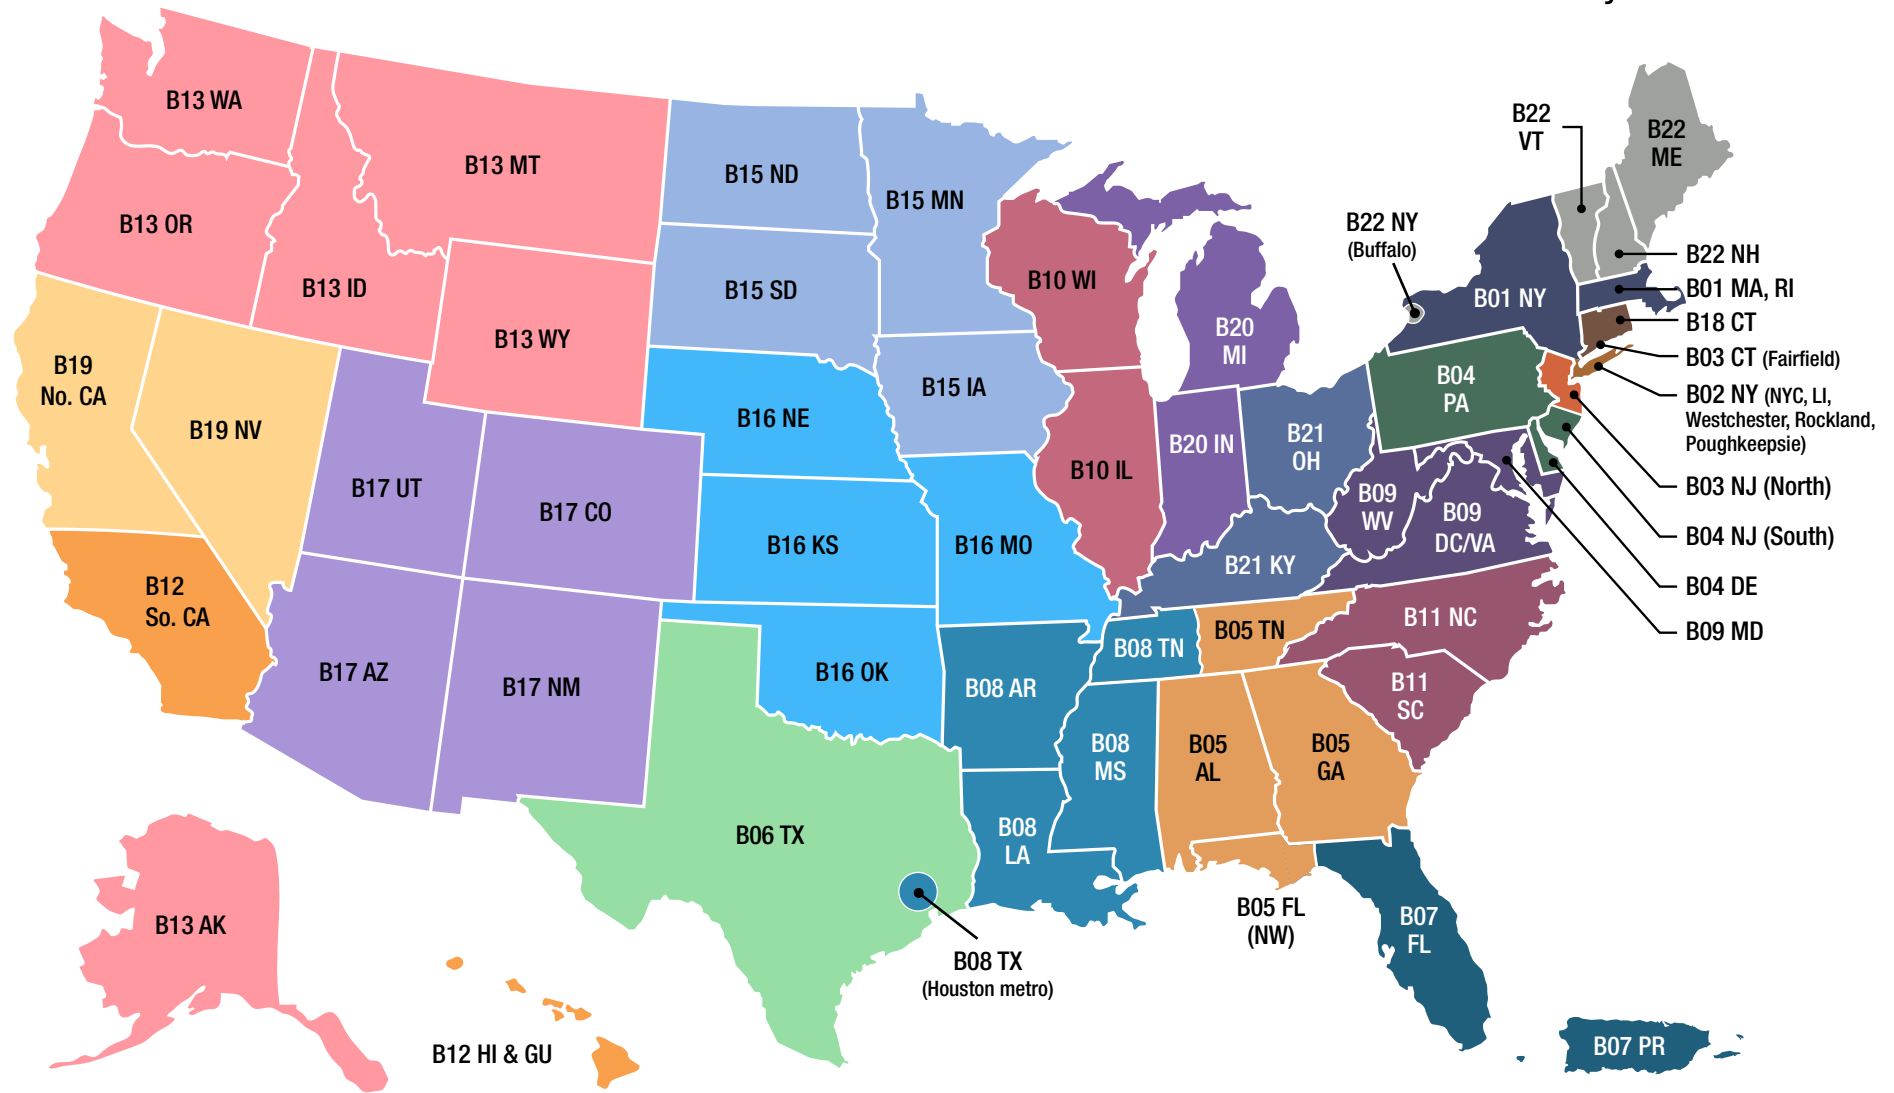 B13 WA
B13 MT
B13 OR
B13 ID
B13 WY
B15 ND
B15 MN
B15 SD
B15 IA
B19
No. CA
B19 NV
B12
So. CA
B17 UT
B17 CO
B17 AZ
B17 NM
B16 NE
B16 KS
B16 MO
B16 OK
B10 WI
B10 IL
B20
MI
B20 IN
B21
OH
B21 KY
B22 NY
(Buffalo)
B22
VT
B22
ME
B01 NY
B22 NH
B01 MA, RI
B18 CT
B03 CT (Fairfield)
B02 NY (NYC, LI,
Westchester, Rockland,
Poughkeepsie)
B03 NJ (North)
B04 NJ (South)
B04 DE
B09 MD
B04
PA
B09
WV
B09
DC/VA
B11 NC
B11
SC
B08 TN
B05 TN
B08 AR
B08
MS
B08
LA
B05
AL
B05
GA
B05 FL
(NW)
B07
FL
B07 PR
B06 TX
B08 TX
(Houston metro)
B13 AK
B12 HI & GU